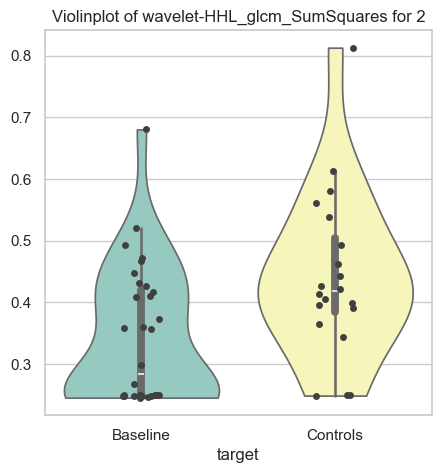 Violinplot of wavelet-HHL_glcm_SumSquares for 2
0.8
0.7
0.6
0.5
0.4
0.3
Baseline
Controls
target